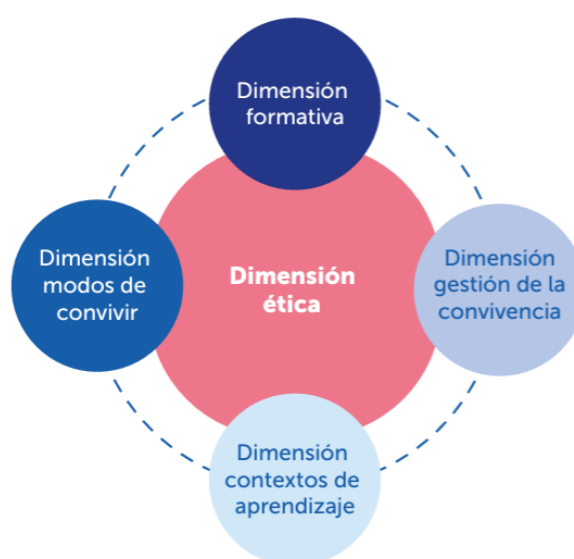 Dimensión
formativa
Dimensión
modos de
convivir
Dimensión
ética
Dimensión
gestión de la
convivencia
Dimensión
contextos de
aprendizaje